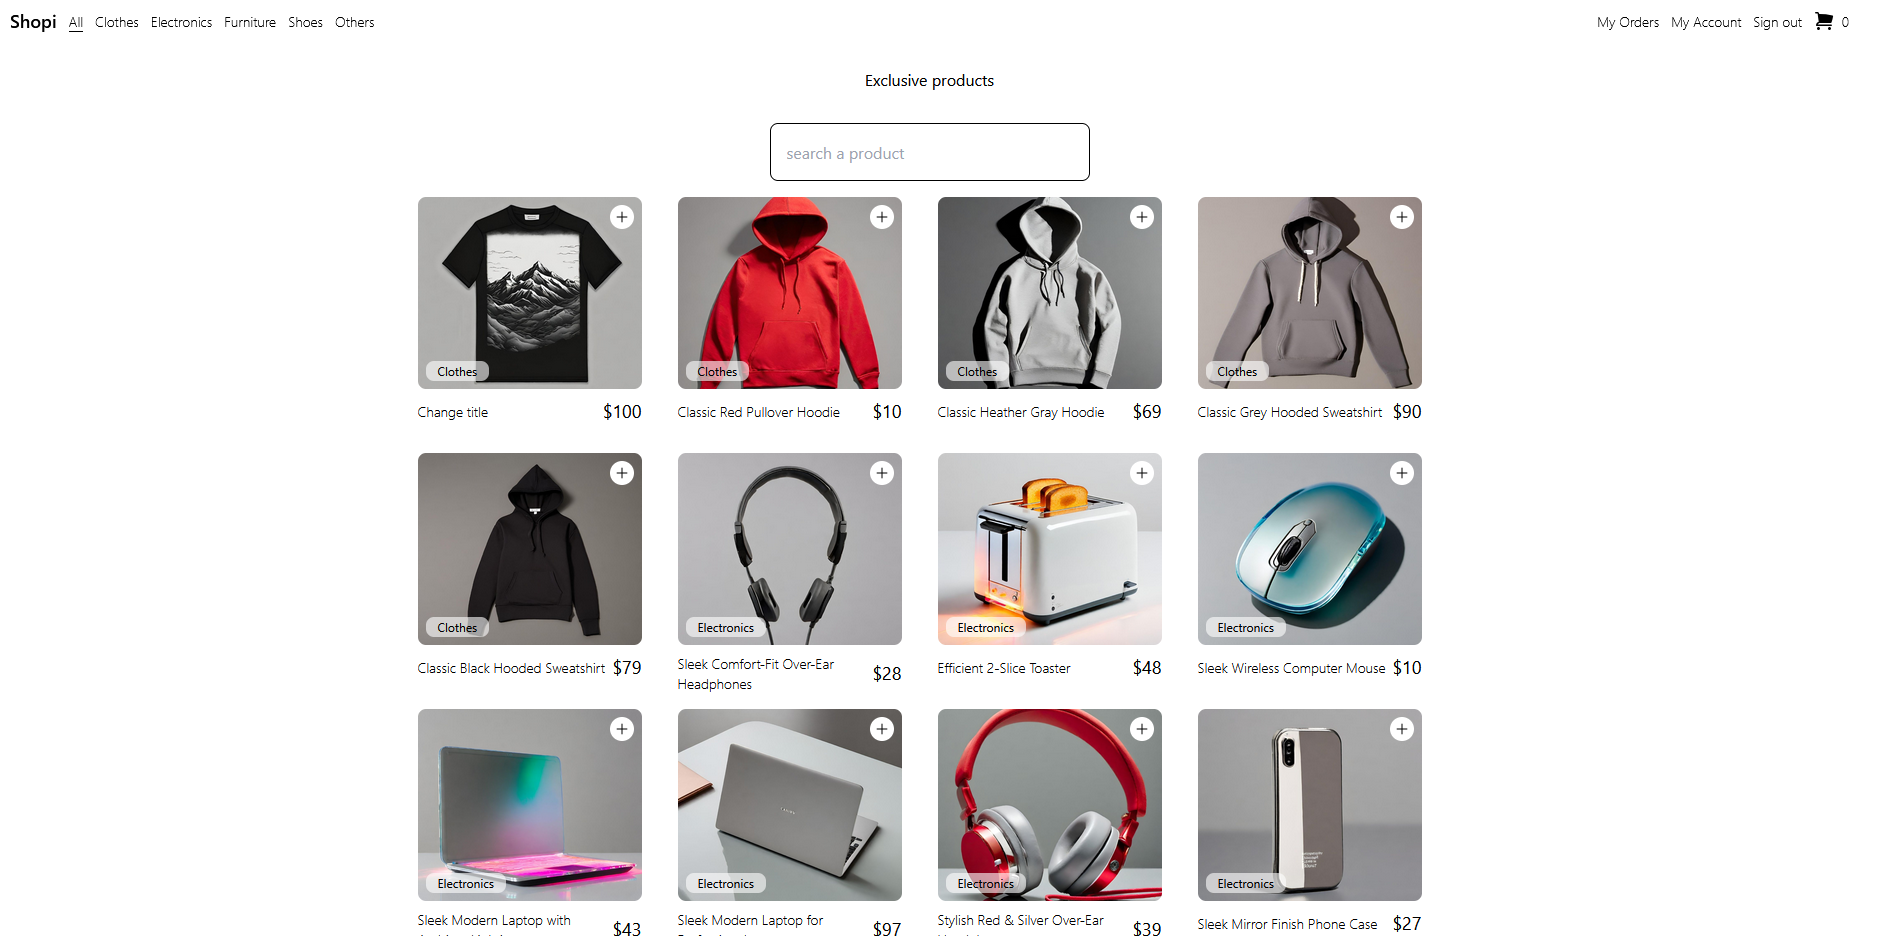 Shopi All Clothes Electronics Furniture Shoes Others
My Orders My Account Sign out 0
Exclusive products
search a product
Clothes
Change title $100
Clothes
Classic Red Pullover Hoodie $10
Clothes
Classic Heather Gray Hoodie $69
Clothes
Classic Grey Hooded Sweatshirt $90
Clothes
Classic Black Hooded Sweatshirt $79
Electronics
Sleek Comfort-Fit Over-Ear
Headphones
$28
Electronics
Efficient 2-Slice Toaster $48
Electronics
Sleek Wireless Computer Mouse $10
Electronics
Sleek Modern Laptop with
$43
Electronics
Sleek Modern Laptop for
$97
Electronics
Stylish Red & Silver Over-Ear
$39
Electronics
Sleek Mirror Finish Phone Case $27